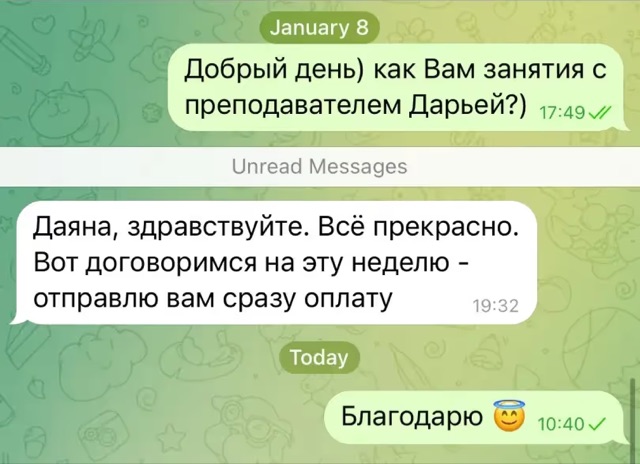 January 8
Добрый день) как Вам занятия с
преподавателем Дарьей?) 17:49
Unread Messages
Даяна, здравствуйте. Всё прекрасно.
Вот договоримся на эту неделю -
отправлю вам сразу оплату 19:32
Today
Благодарю 😇 10:40